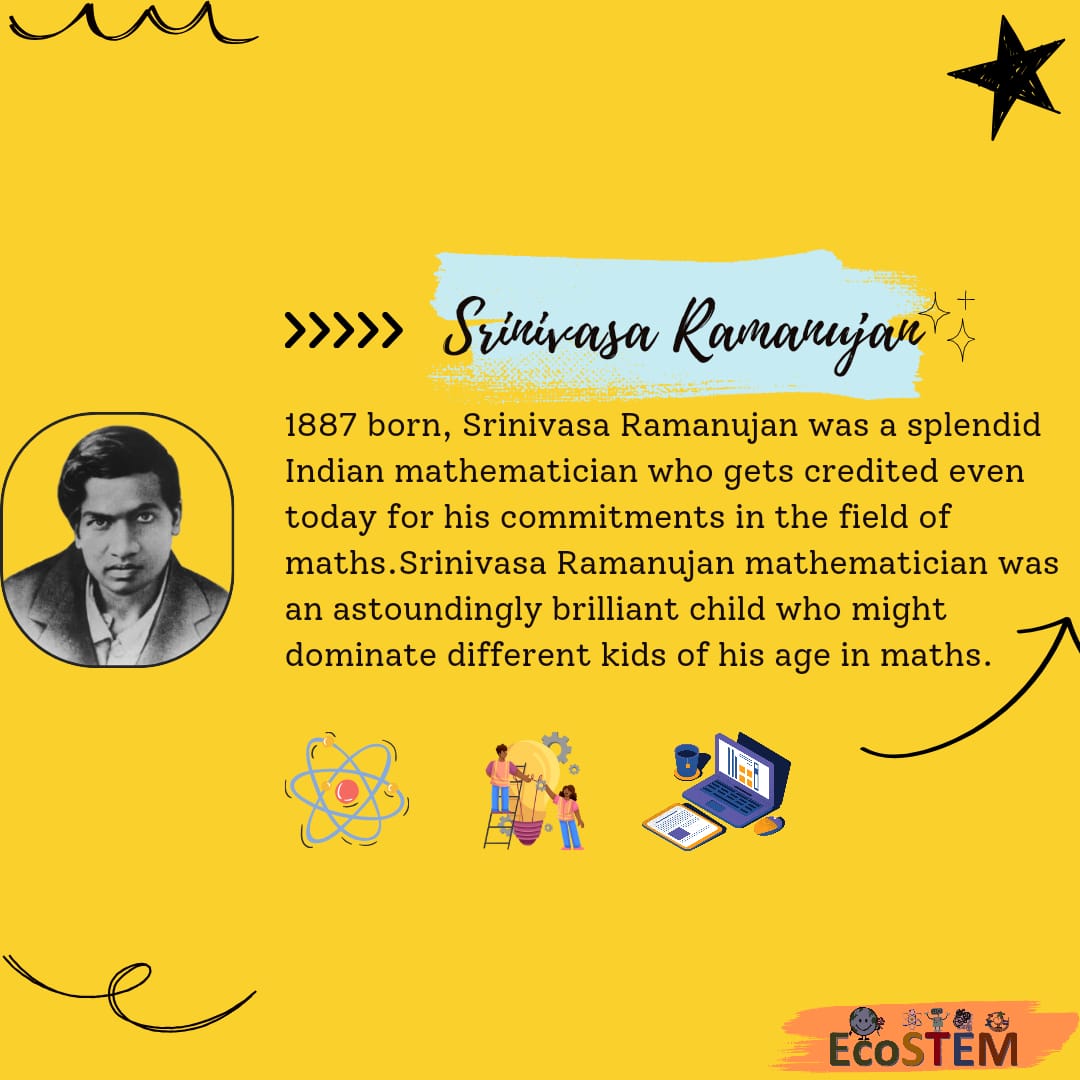 Srinivasa Ramanujan
1887 born, Srinivasa Ramanujan was a splendid
Indian mathematician who gets credited even
today for his commitments in the field of
maths.Srinivasa Ramanujan mathematician was
an astoundingly brilliant child who might
dominate different kids of his age in maths.
EcoSTEM